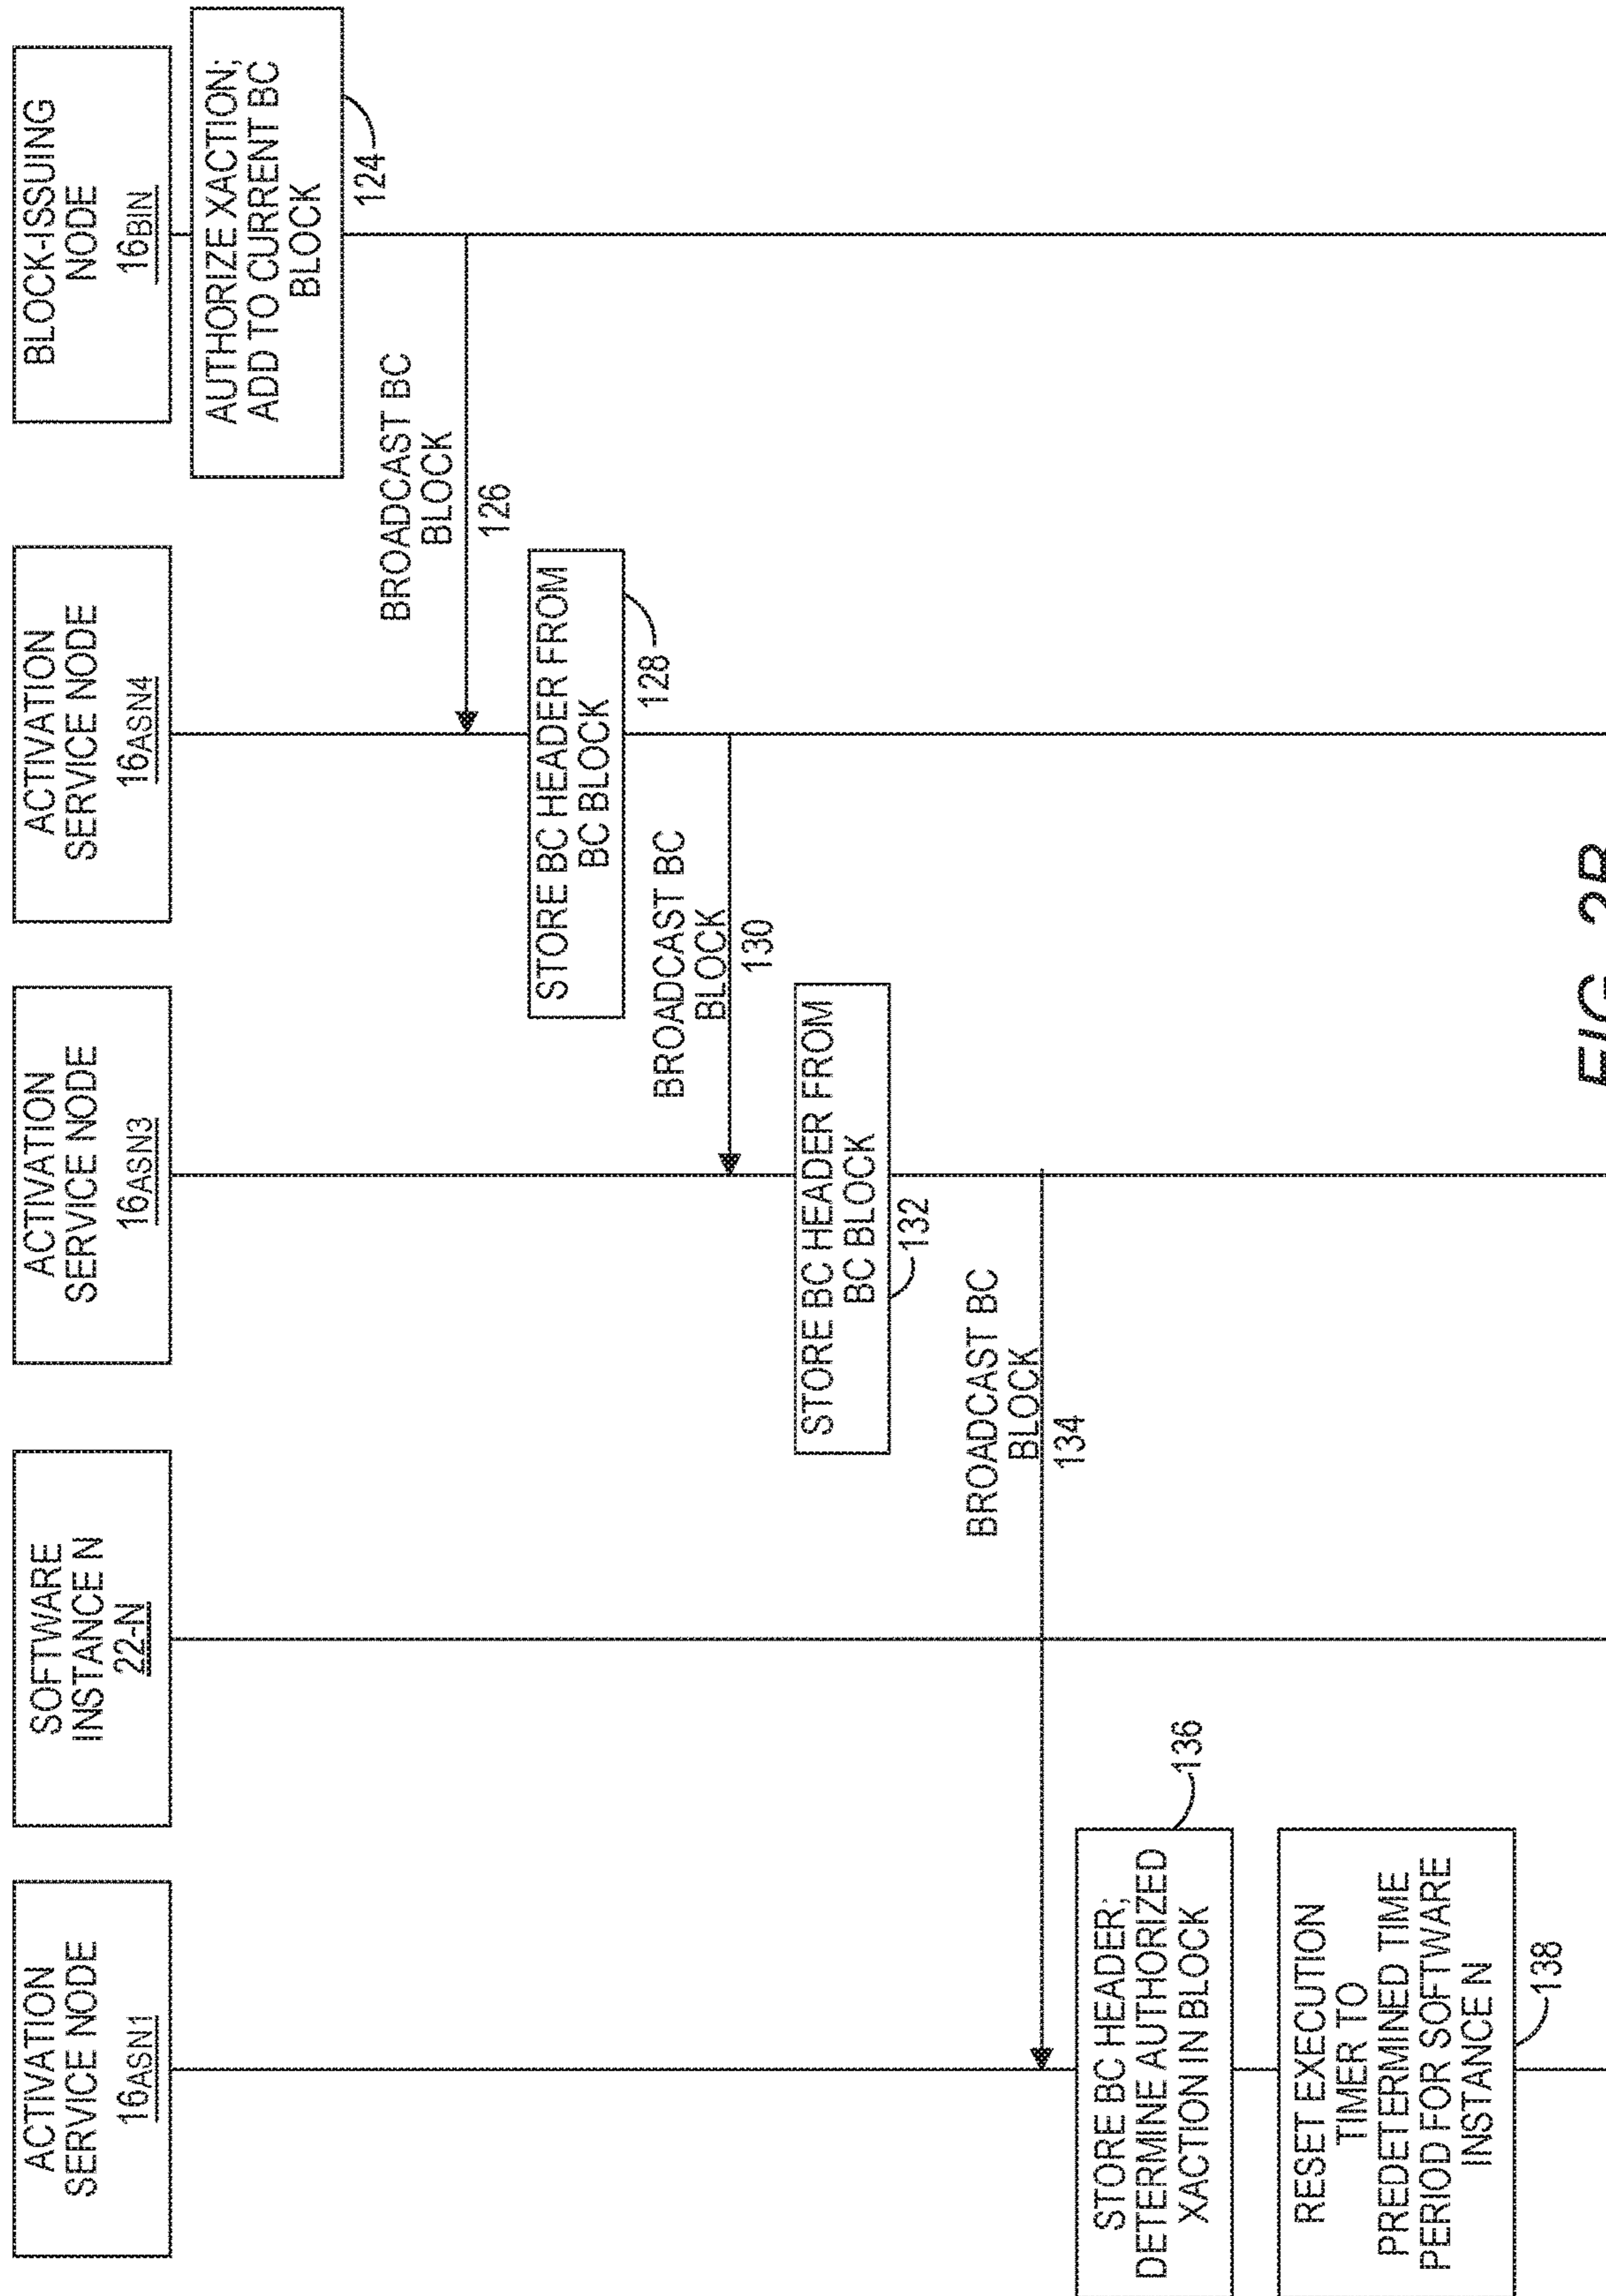 ACTIVATION
SERVICE NODE
16ASN1
SOFTWARE
INSTANCE N
22-N
ACTIVATION
SERVICE NODE
16ASN3
ACTIVATION
SERVICE NODE
16ASN4
BLOCK-ISSUING
NODE
16BIN
AUTHORIZE XACTION;
ADD TO CURRENT BC
BLOCK
124
BROADCAST BC
BLOCK
126
STORE BC HEADER FROM
BC BLOCK
128
BROADCAST BC
BLOCK
130
STORE BC HEADER FROM
BC BLOCK
132
BROADCAST BC
BLOCK
134
STORE BC HEADER;
DETERMINE AUTHORIZED
XACTION IN BLOCK
136
RESET EXECUTION
TIMER TO
PREDETERMINED TIME
PERIOD FOR SOFTWARE
INSTANCE N
138
FIG. 2B